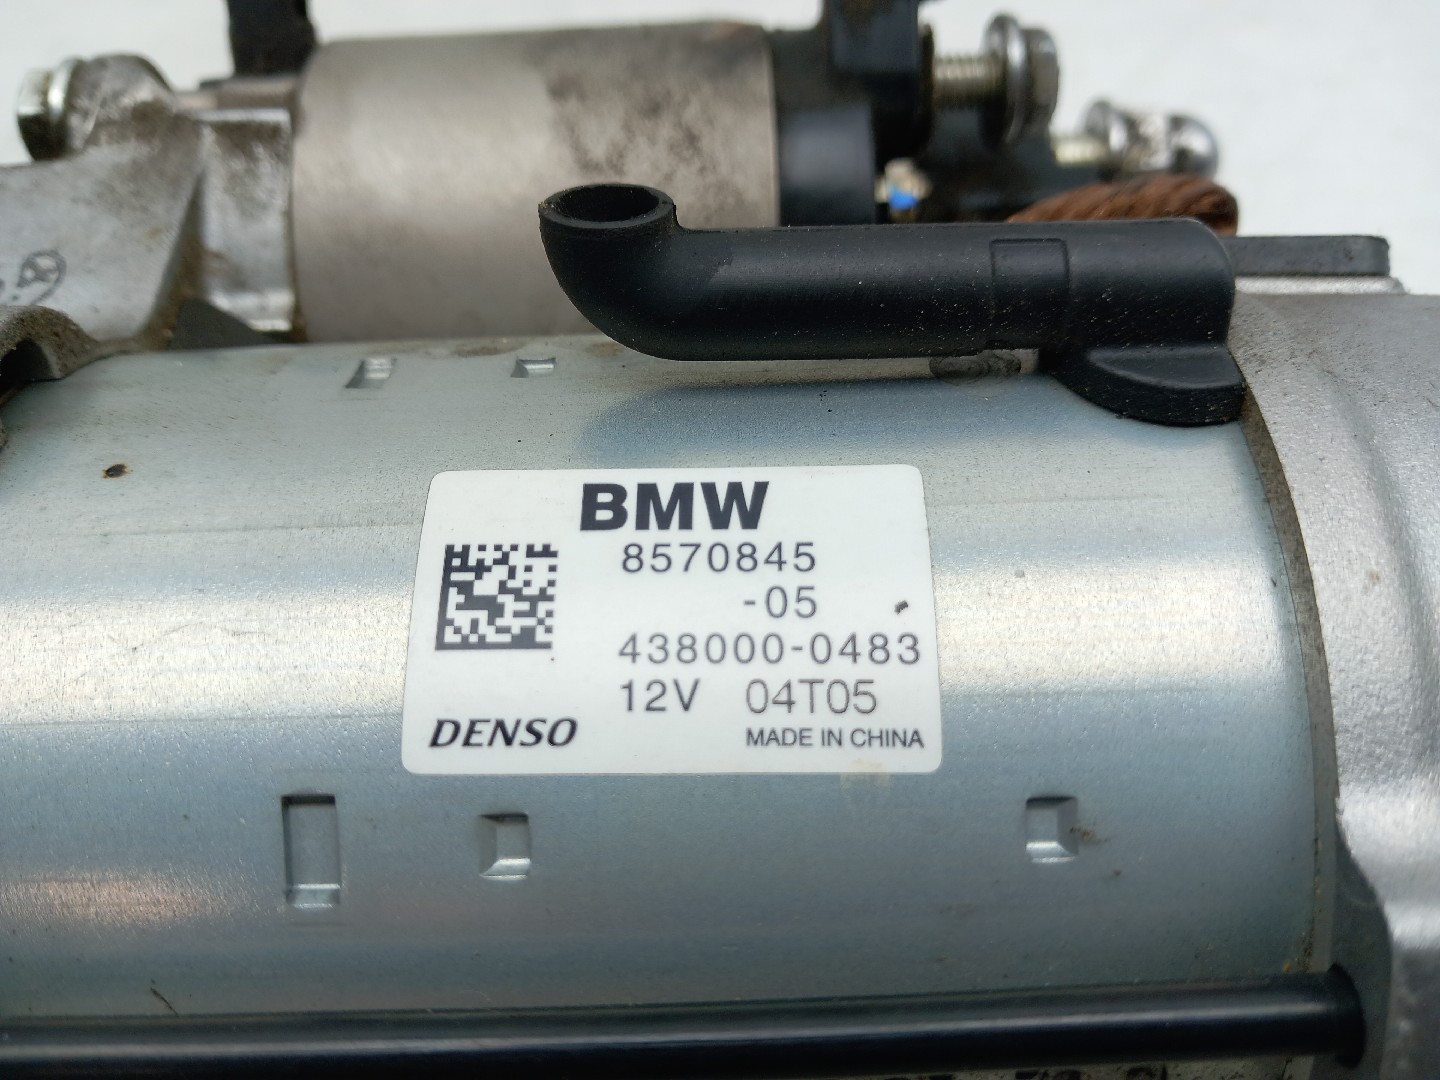 BMW
8570845
-05
438000-0483
12V 04T05
DENSO
MADE IN CHINA